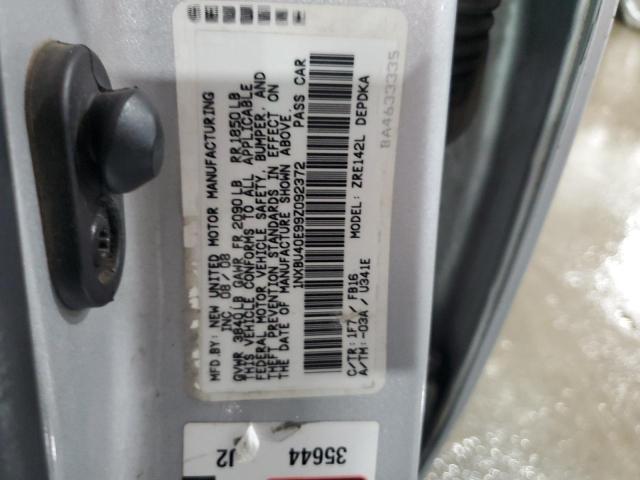 MFD.BY: NEW UNITED MOTOR MANUFACTURING
INC 08/08
GVWR 3840LB GAWR FR 2090LB RR1850LB
THIS VEHICLE CONFORMS TO ALL APPLICABLE
FEDERAL MOTOR VEHICLE SAFETY, BUMPER, AND
THEFT PREVENTION STANDARDS IN EFFECT ON
THE DATE OF MANUFACTURE SHOWN ABOVE.
1NXBU40E99Z092372 PASS CAR
C/TR: 1F7 / FB16 MODEL: ZRE142L DEPDKA
A/TM: -03A / U341E
BA4633335
35644
J2